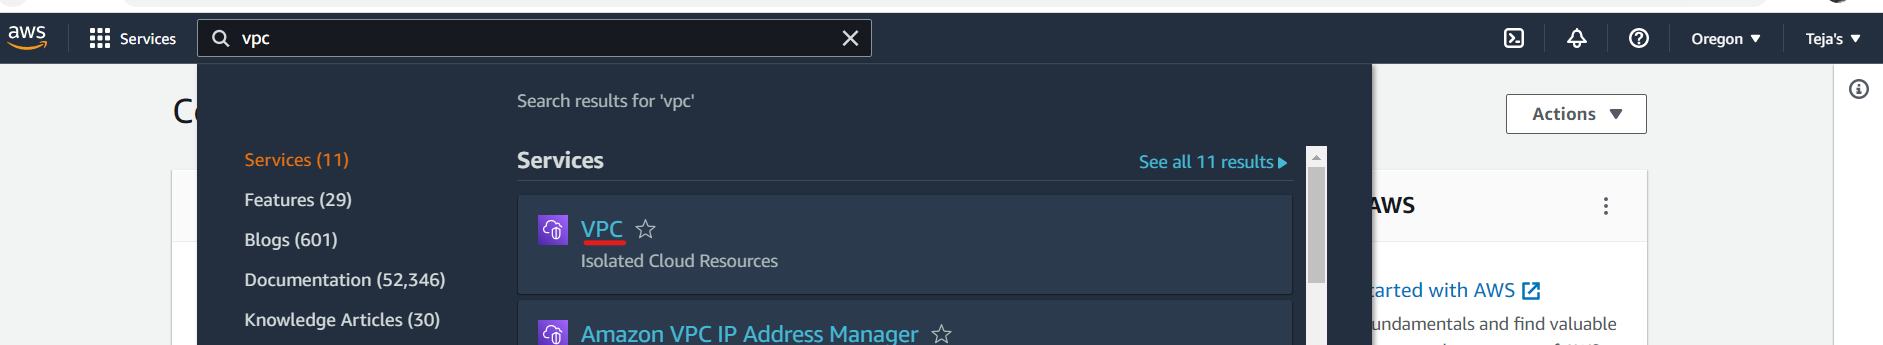 aws Services vpc Oregon Teja's
Search results for 'vpc'
Actions
Services (11)
Services
See all 11 results
Features (29)
AWS
VPC
Blogs (601)
Isolated Cloud Resources
Documentation (52,346)
started with AWS
Knowledge Articles (30)
Amazon VPC IP Address Manager
undamentals and find valuable